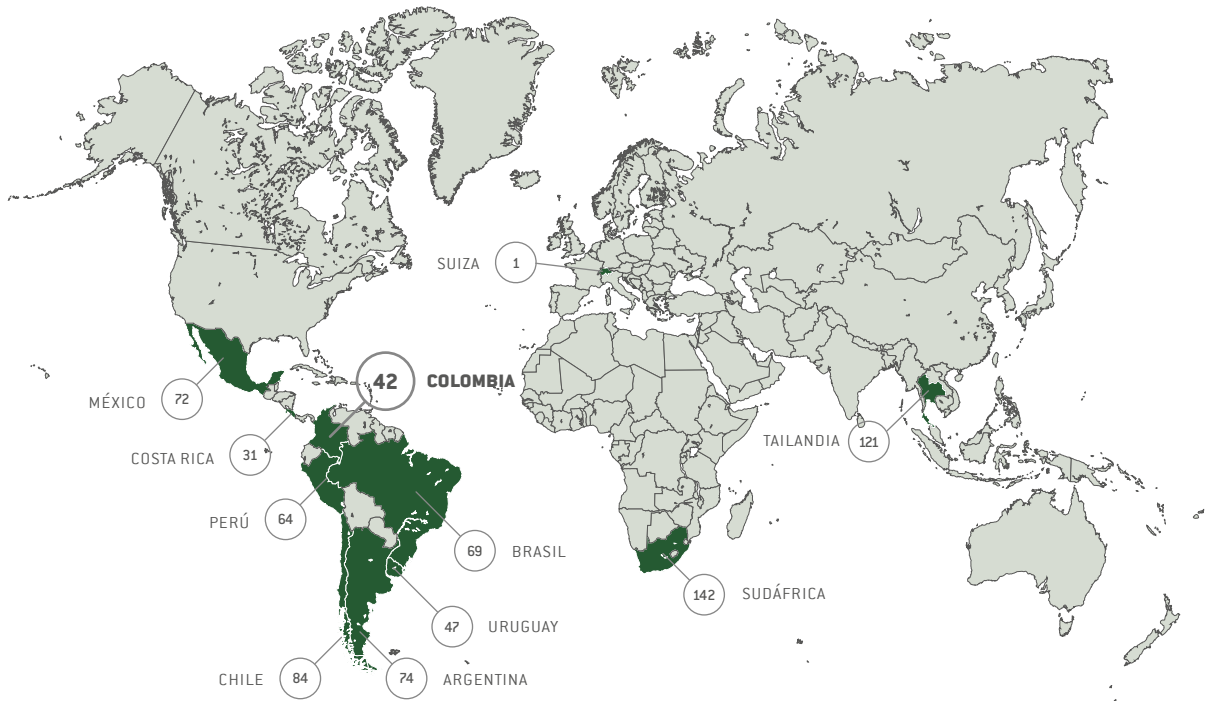 SUIZA 1
42 COLOMBIA
MÉXICO 72
TAILANDIA 121
COSTA RICA 31
PERÚ 64
69 BRASIL
142 SUDÁFRICA
47 URUGUAY
CHILE 84
74 ARGENTINA